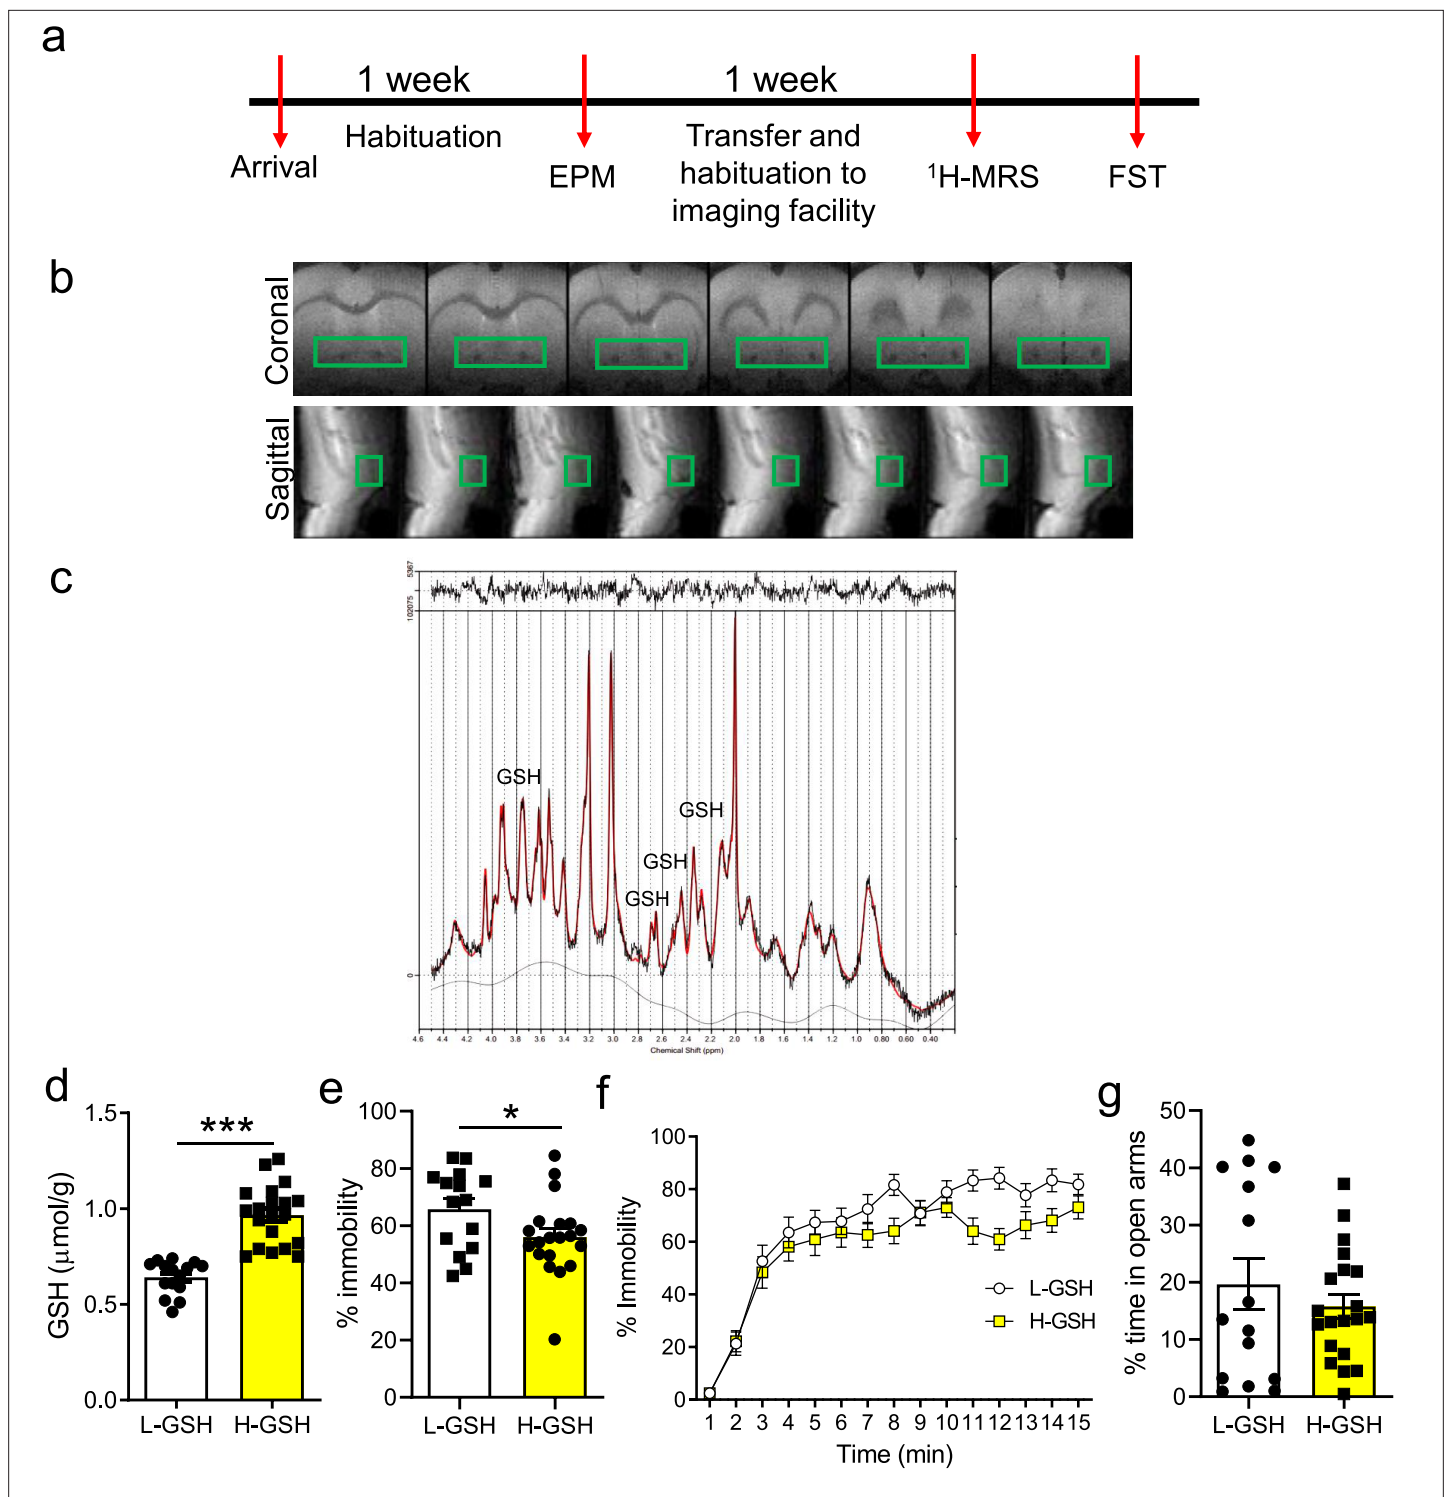 a
1 week
1 week
Habituation
Transfer and
habituation to
imaging facility
Arrival
EPM
¹H-MRS
FST
b
Coronal
Sagittal
c
5367
102075
0
GSH
GSH
GSH
GSH
4.6 4.4 4.2 4.0 3.8 3.6 3.4 3.2 3.0 2.8 2.6 2.4 2.2 2.0 1.8 1.6 1.4 1.2 1.0 0.80 0.60 0.40
Chemical Shift (ppm)
d
GSH (μmol/g)
1.5
1.0
0.5
0.0
***
L-GSH H-GSH
e
% immobility
100
80
60
40
20
0
*
L-GSH H-GSH
f
% Immobility
100
80
60
40
20
0
L-GSH
H-GSH
1 2 3 4 5 6 7 8 9 10 11 12 13 14 15
Time (min)
g
% time in open arms
50
40
30
20
10
0
L-GSH H-GSH